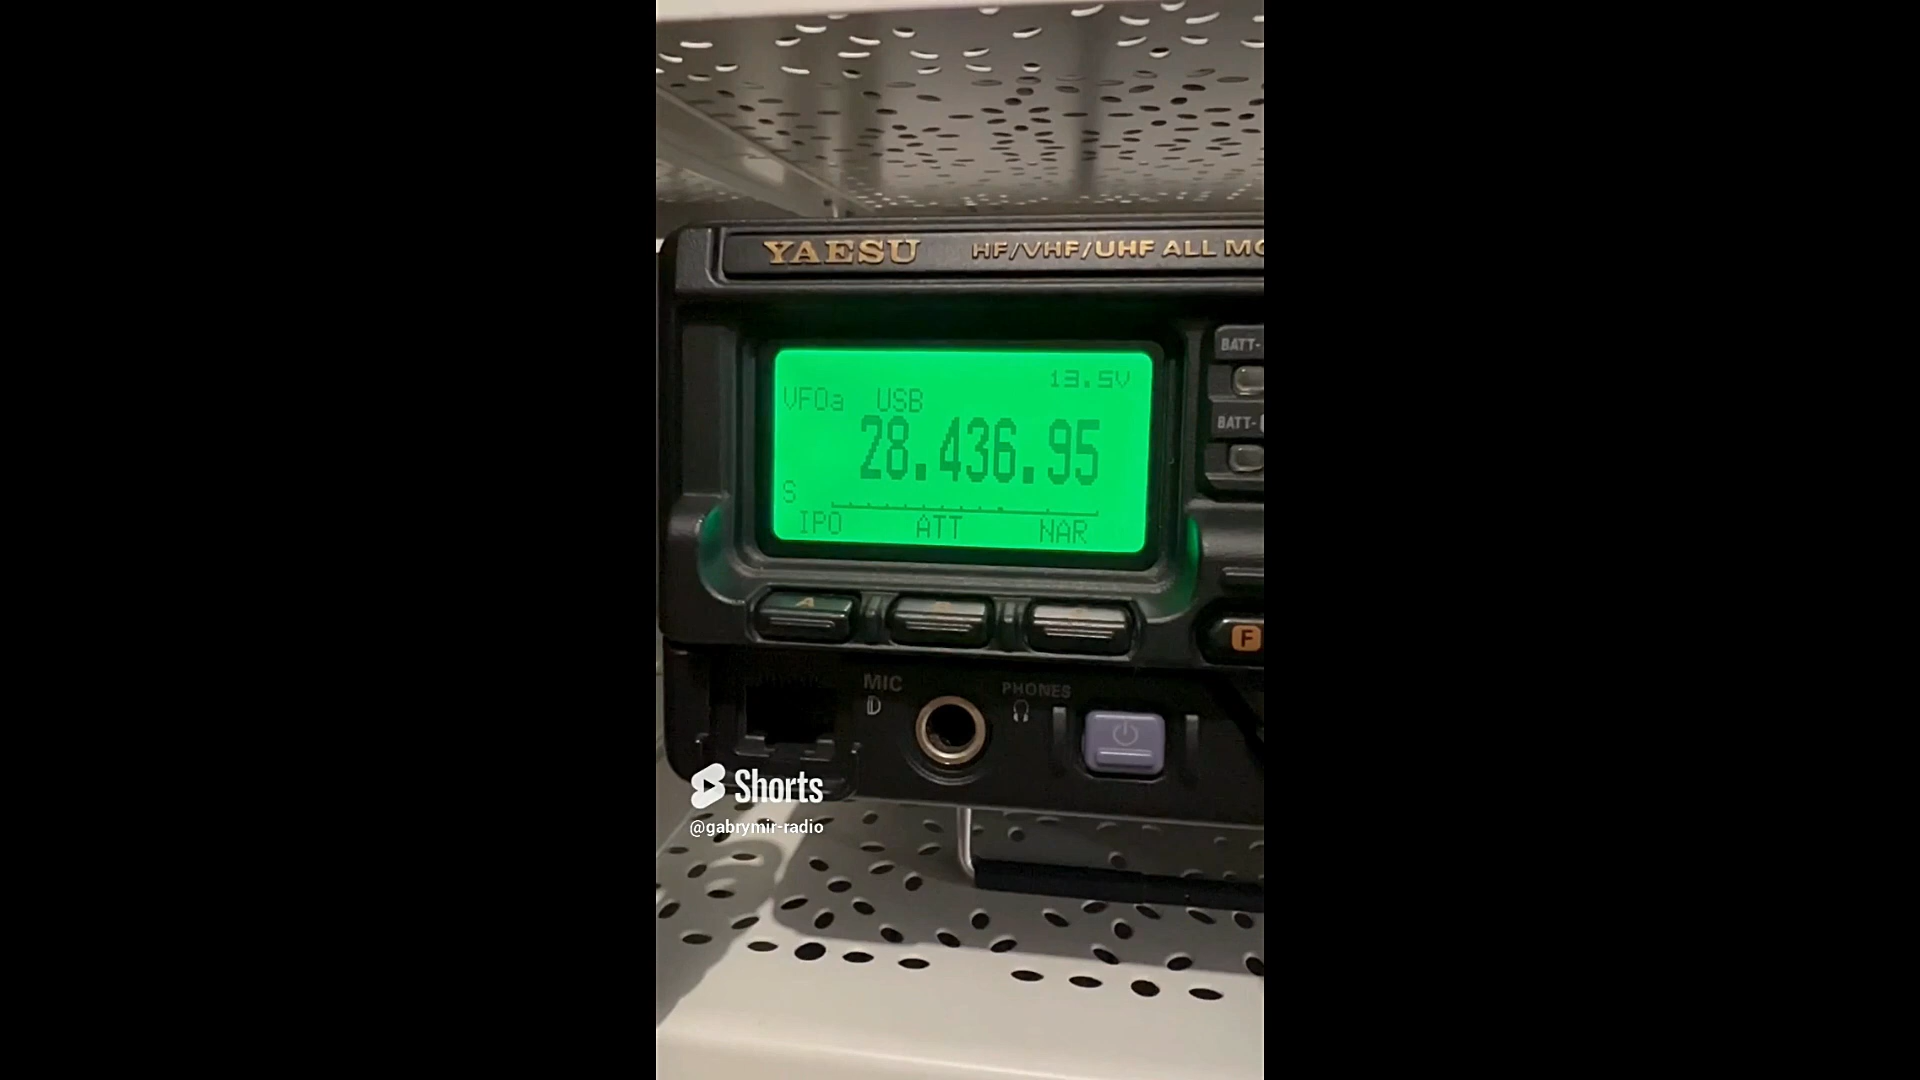 YAESU HF/VHF/UHF ALL MO
13.5V
VFOa USB
28.436.95
S
IPO ATT NAR
BATT-
BATT-
A
F
MIC
PHONES
Shorts
@gabrymir-radio